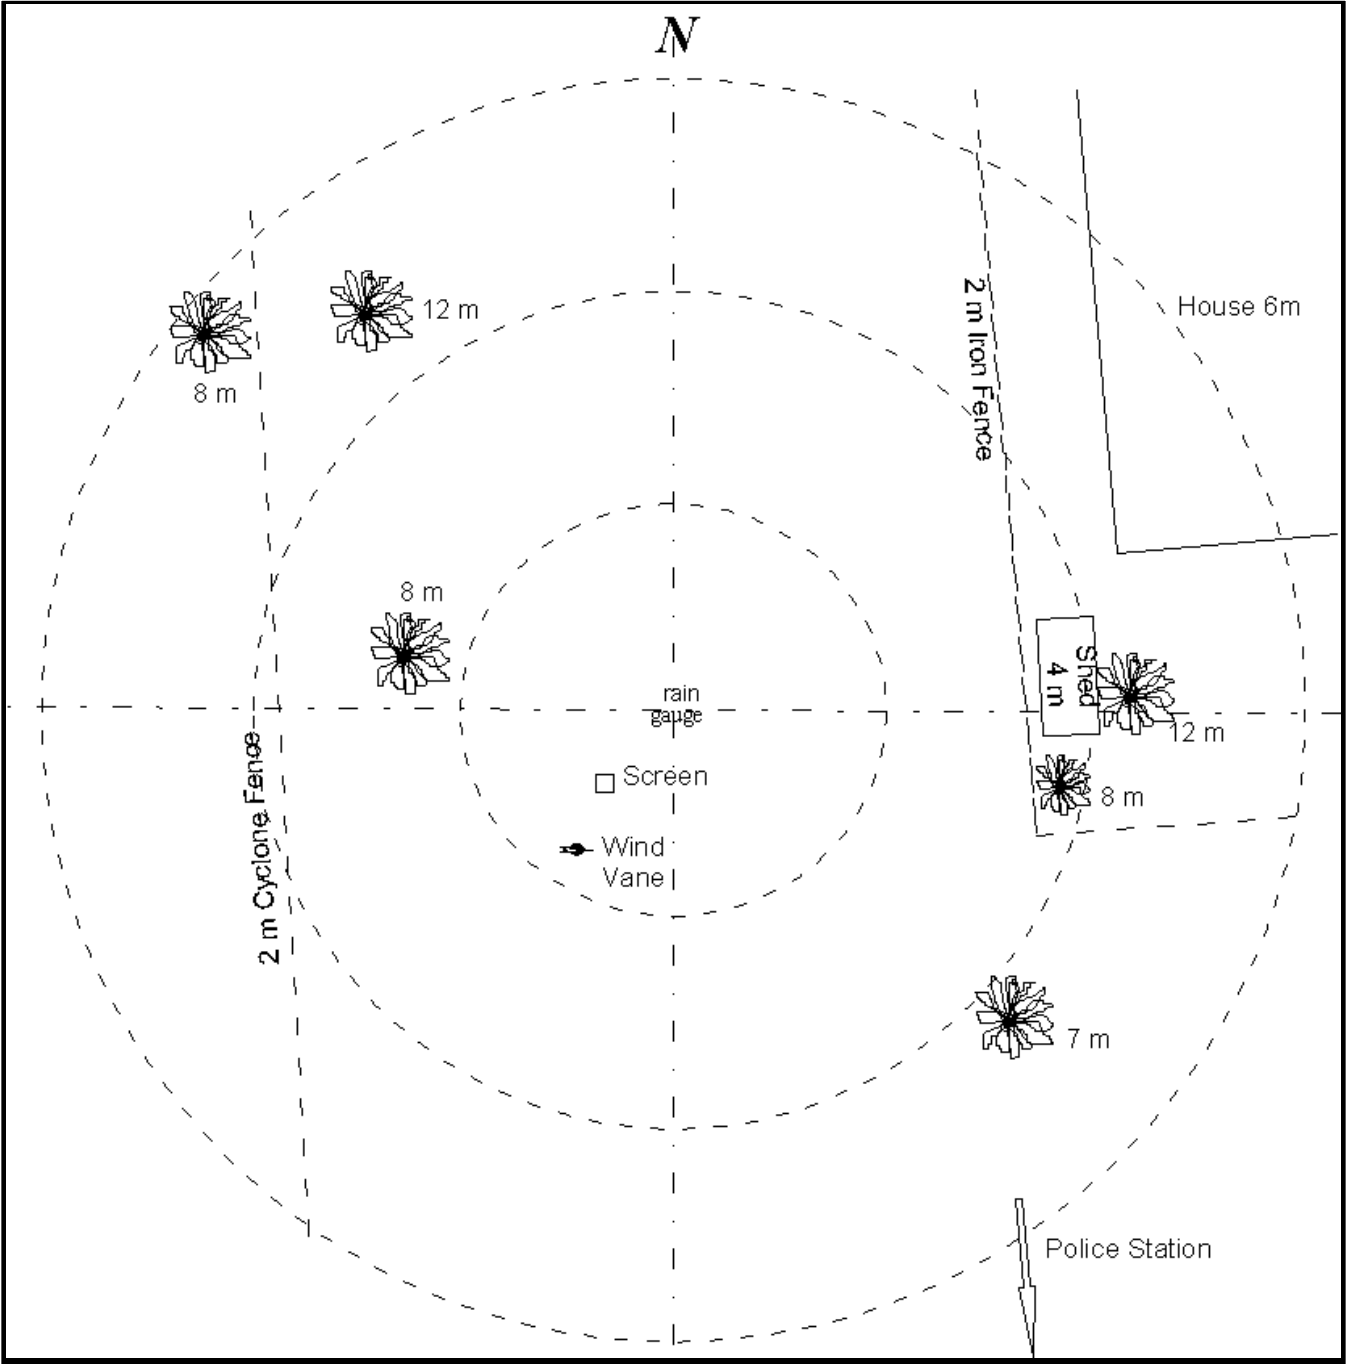 N
12 m
House 6m
2 m Iron Fence
8 m
8 m
Shed
4 m
rain
gauge
12 m
2 m Cyclone Fence
Screen
8 m
Wind
Vane
7 m
Police Station